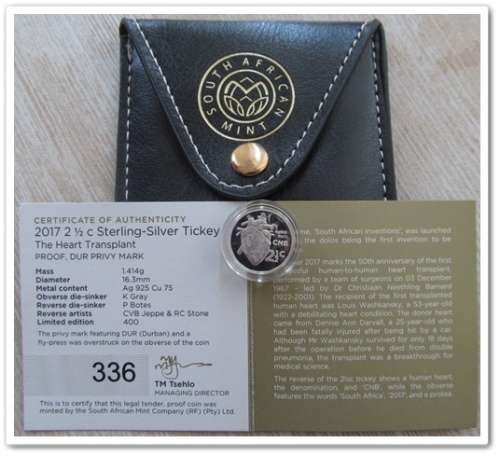 SOUTH AFRICAN
MINT
CERTIFICATE OF AUTHENTICITY
2017 2 ½ c Sterling-Silver Tickey
The Heart Transplant
PROOF, DUR PRIVY MARK
Mass 1.414g
Diameter 16.3mm
Metal content Ag 925 Cu 75
Obverse die-sinker K Gray
Reverse die-sinker P Botes
Reverse artists CVB Jeppe & RC Stone
Limited edition 400
The privy mark featuring DUR (Durban) and a
fly-press was overstruck on the obverse of the coin
336
TM Tsehlo
MANAGING DIRECTOR
This is to certify that this legal tender, proof coin was
minted by the South African Mint Company (RF) (Pty) Ltd.
CNB
2½c
me, 'South African Inventions', was launched
the dolos being the first invention to be
2017 marks the 50th anniversary of the first
human-to-human heart transplant,
performed by a team of surgeons on 03 December
1967 – led by Dr Christiaan Neethling Barnard
(1922-2001). The recipient of the first transplanted
human heart was Louis Washkansky, a 53-year-old
with a debilitating heart condition. The donor heart
came from Denise Ann Darvall, a 25-year-old who
had been fatally injured after being hit by a car.
Although Mr Washkansky survived for only 18 days
after the operation before he died from double
pneumonia, the transplant was a breakthrough for
medical science.
The reverse of the 2½c tickey shows a human heart,
the denomination, and 'CNB', while the obverse
features the words 'South Africa', '2017', and a protea.